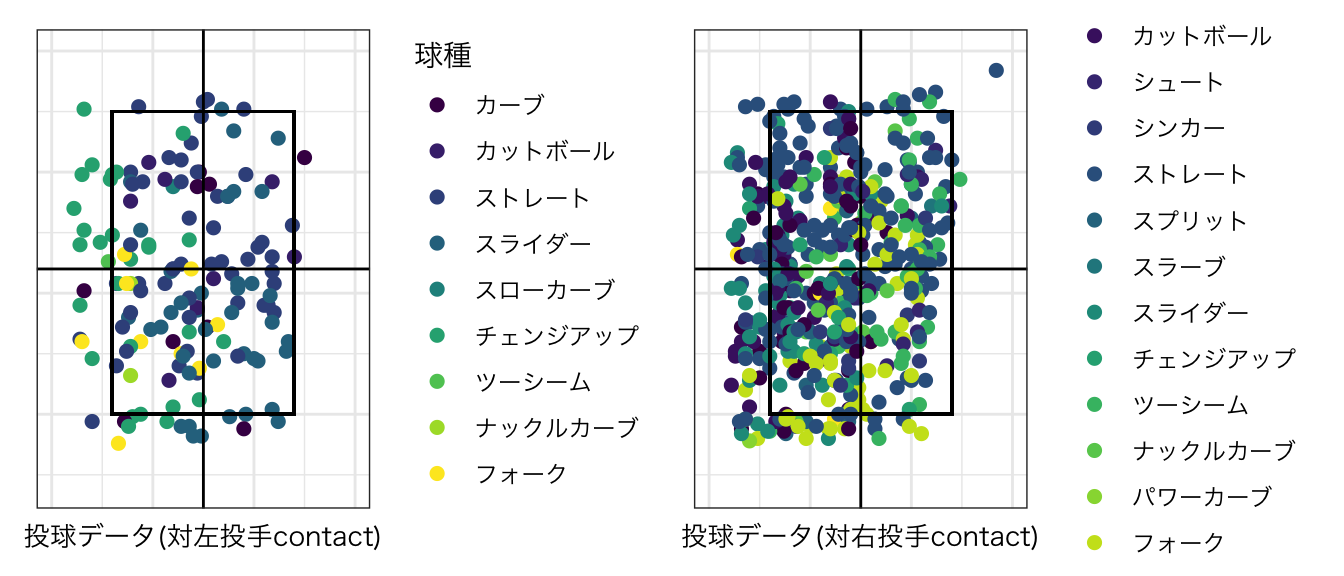 球種
カーブ
カットボール
ストレート
スライダー
スローカーブ
チェンジアップ
ツーシーム
ナックルカーブ
フォーク
投球データ(対左投手contact)
カットボール
シュート
シンカー
ストレート
スプリット
スラーブ
スライダー
チェンジアップ
ツーシーム
ナックルカーブ
パワーカーブ
フォーク
投球データ(対右投手contact)